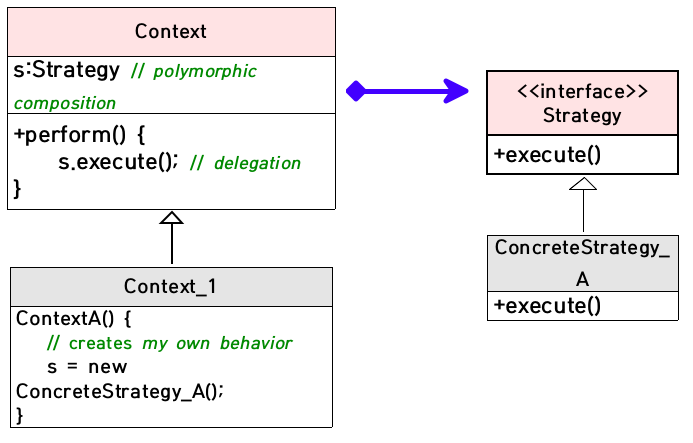 Context
s:Strategy // polymorphic
composition
+perform() {
s.execute(); // delegation
}
<<interface>>
Strategy
+execute()
ConcreteStrategy_
A
+execute()
Context_1
ContextA() {
// creates my own behavior
s = new
ConcreteStrategy_A();
}